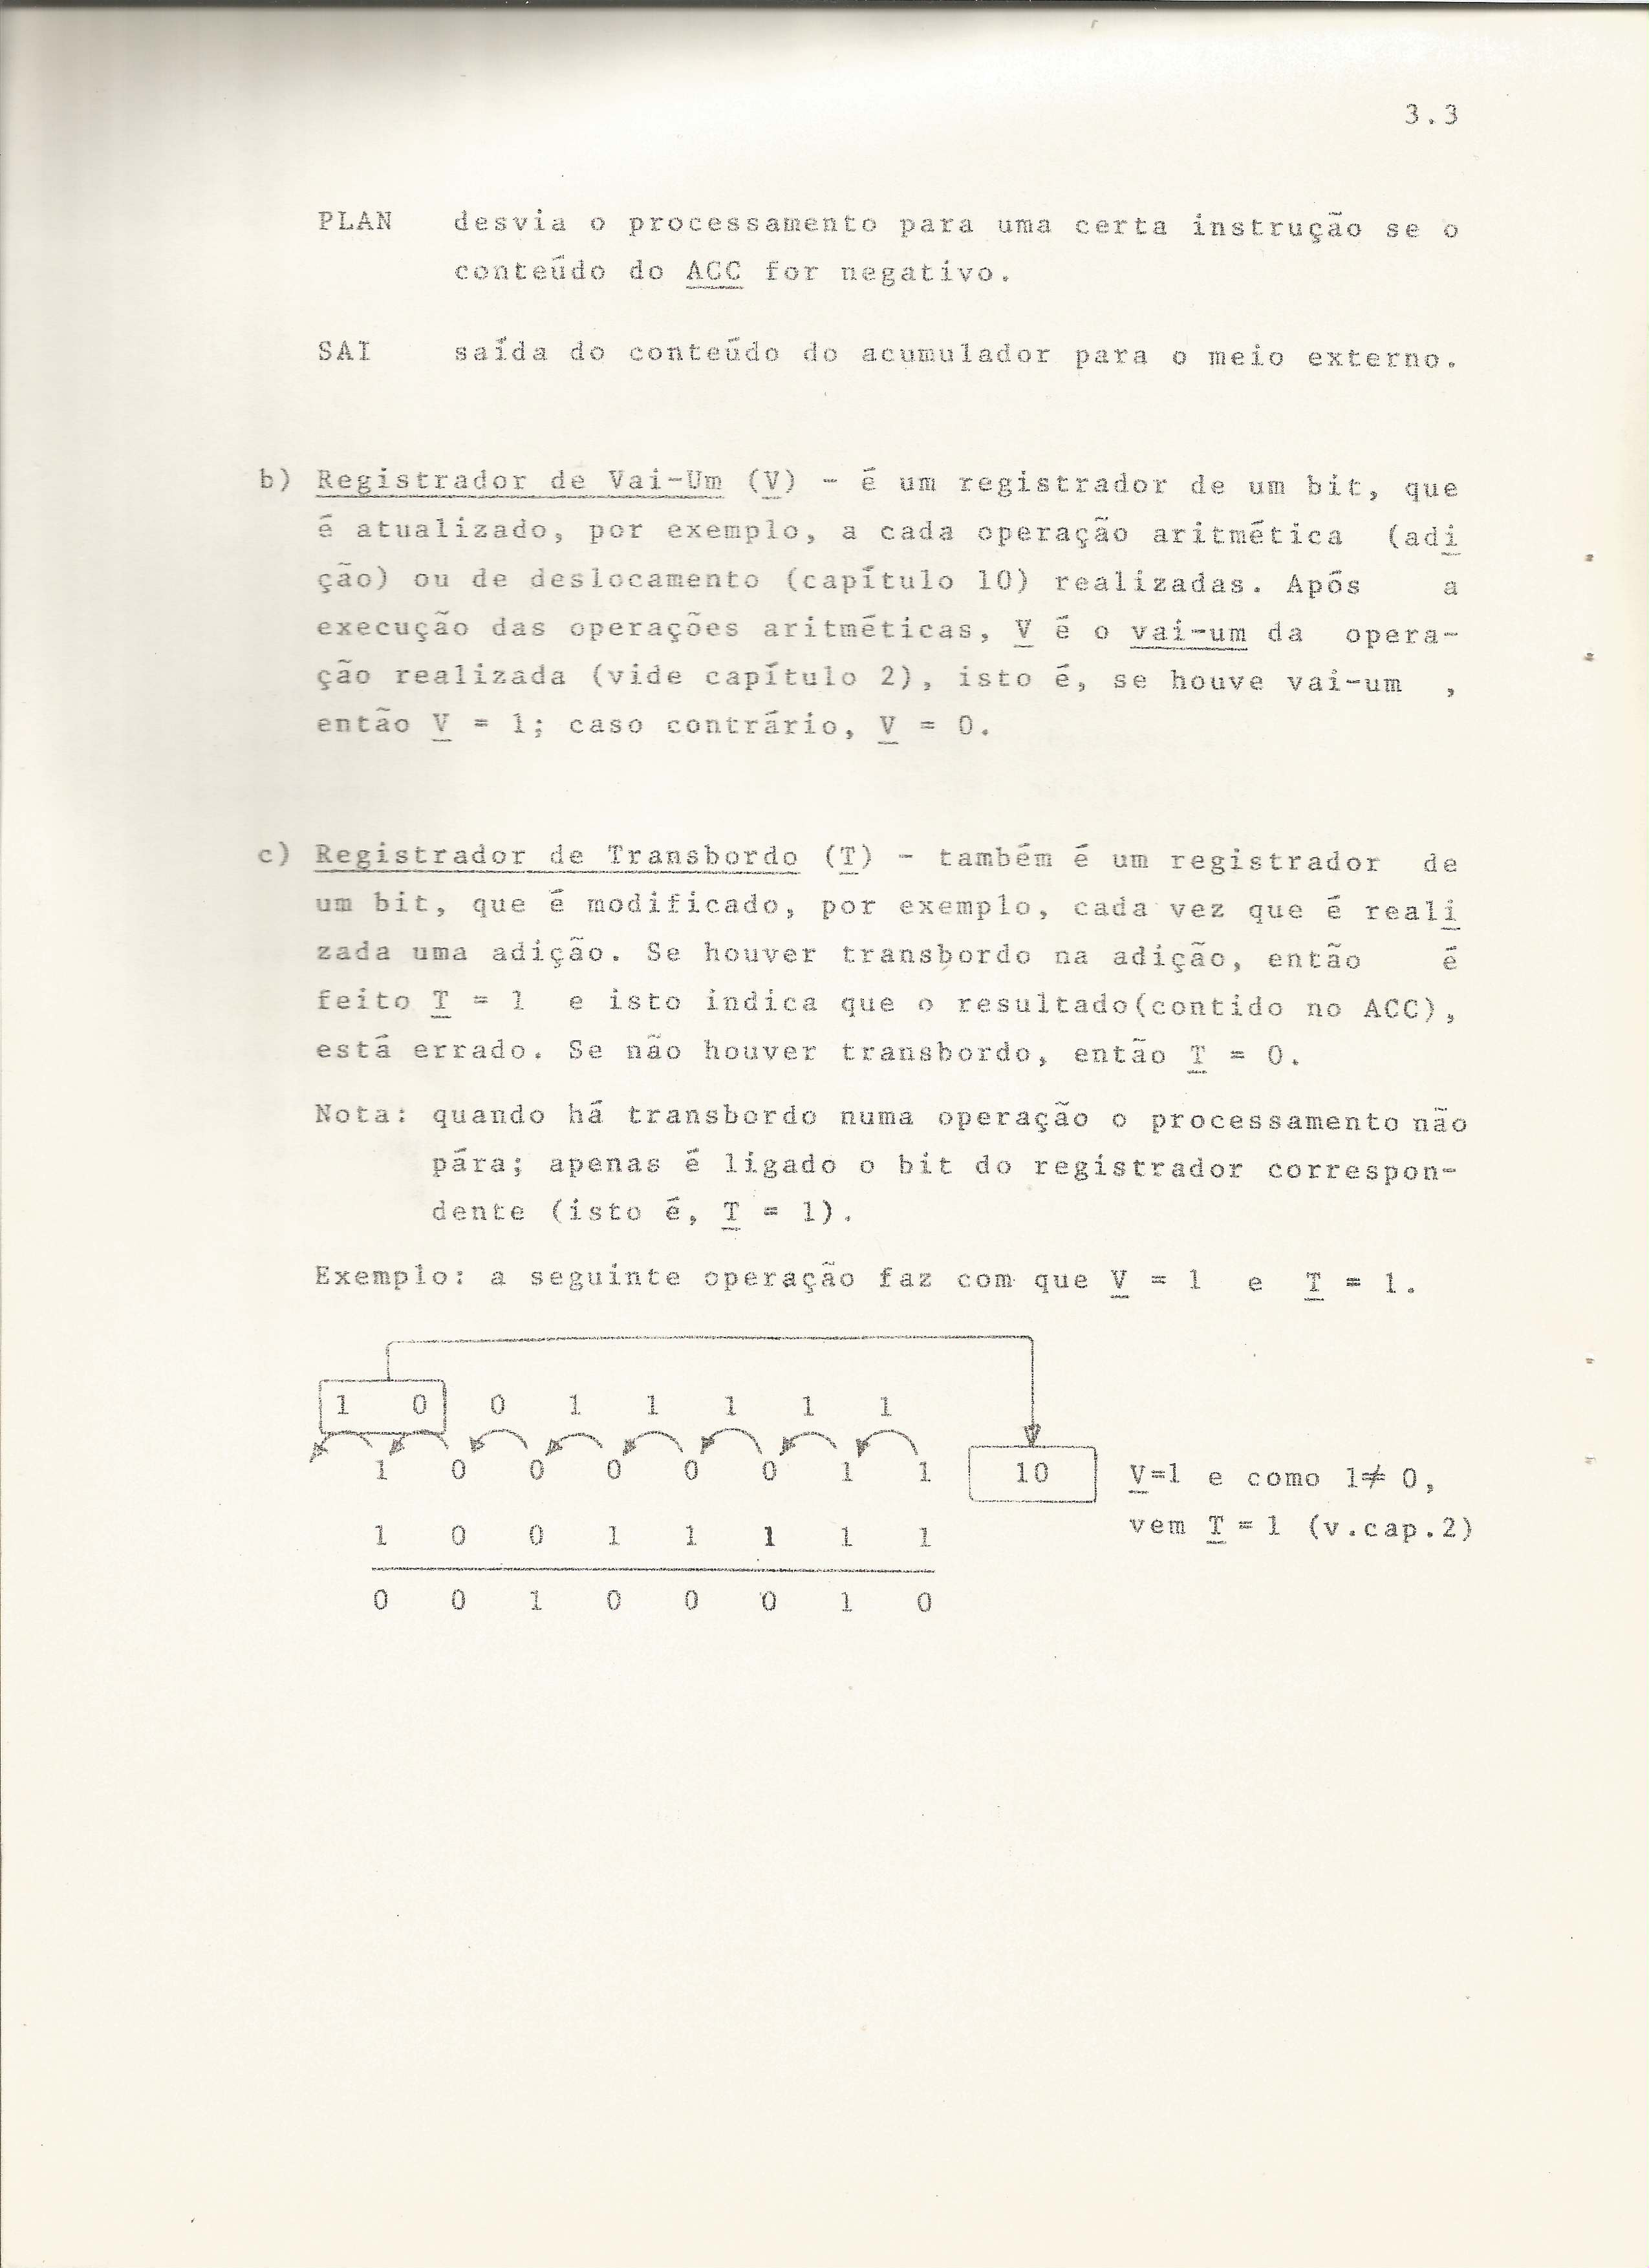 3.3
PLAN desvia o processamento para uma certa instrução se o
conteúdo do ACC for negativo.
SAI saída do conteúdo do acumulador para o meio externo.
b) Registrador de Vai-Um (V) - é um registrador de um bit, que
é atualizado, por exemplo, a cada operação aritmética (adi
ção) ou de deslocamento (capítulo 10) realizadas. Após a
execução das operações aritméticas, V é o vai-um da opera-
ção realizada (vide capítulo 2), isto é, se houve vai-um ,
então V = 1; caso contrário, V = 0.
c) Registrador de Transbordo (T) - também é um registrador de
um bit, que é modificado, por exemplo, cada vez que é reali
zada uma adição. Se houver transbordo na adição, então é
feito T = 1 e isto indica que o resultado(contido no ACC),
está errado. Se não houver transbordo, então T = 0.
Nota: quando há transbordo numa operação o processamento não
pára; apenas é ligado o bit do registrador correspon-
dente (isto é, T = 1).
Exemplo: a seguinte operação faz com que V = 1 e T = 1.
1 0 0 1 1 1 1 1
1 0 0 0 0 0 1 1 10 V=1 e como 1≠ 0,
vem T = 1 (v.cap.2)
1 0 0 1 1 1 1 1
0 0 1 0 0 0 1 0